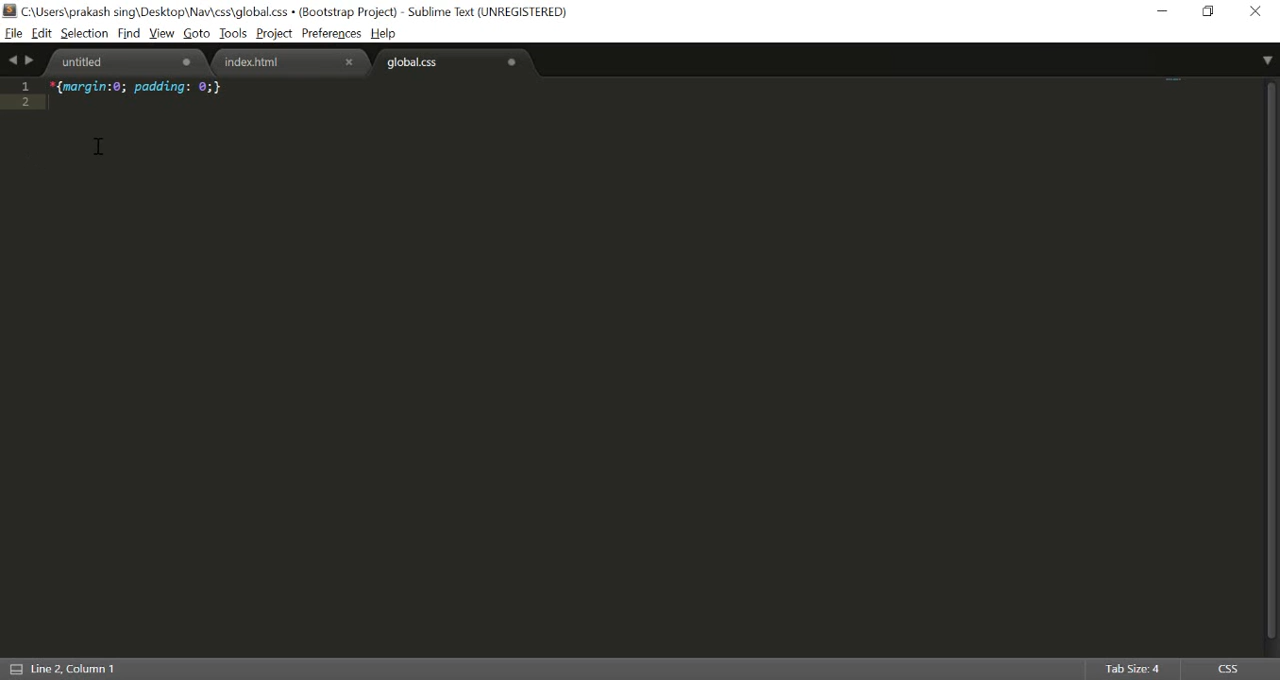 C:\Users\prakash sing\Desktop\Nav\css\global.css • (Bootstrap Project) - Sublime Text (UNREGISTERED)
File Edit Selection Find View Goto Tools Project Preferences Help
untitled index.html × global.css
1 *{margin:0; padding: 0;}
2
Line 2, Column 1 Tab Size: 4 CSS